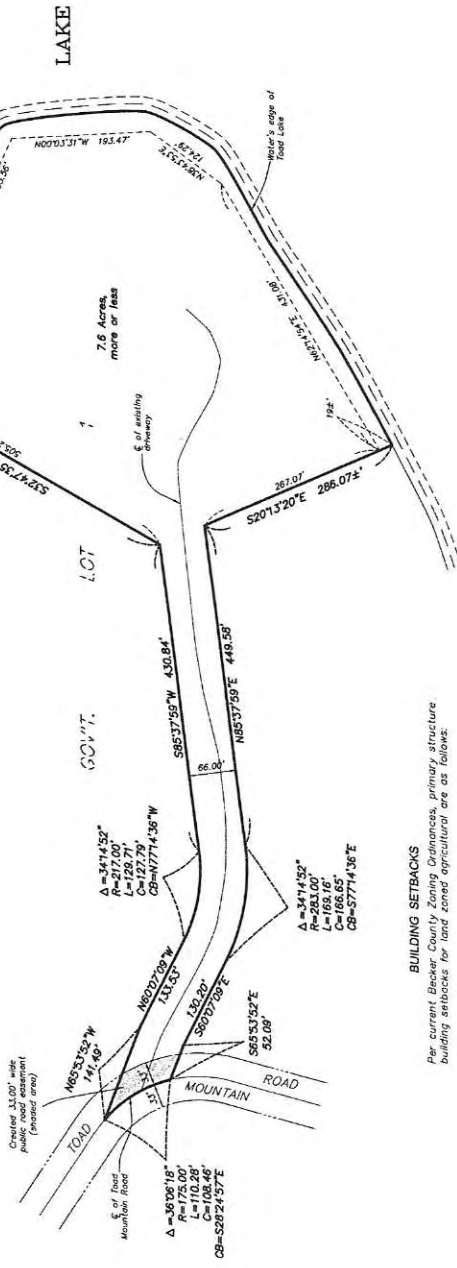 LAKE
N00°03'31"W 193.47'
N38°43'53"E
124.29'
Water's edge of
Toad Lake
7.6 Acres,
more or less
N62°14'54"E 431.08'
19±'
S32°47'35
1
℄ of existing
driveway
267.07'
S20°13'20"E 286.07±'
GOV'T. LOT
S85°37'59"W 430.84'
66.00'
N85°37'59"E 449.58'
Δ=34°14'52"
R=217.00'
L=129.71'
C=127.79'
CB=N77°14'36"W
Δ=34°14'52"
R=283.00'
L=169.16'
C=166.65'
CB=S77°14'36"E
N60°07'09"W
133.53'
130.20'
S60°07'09"E
S65°53'52"E
52.09'
N65°53'52"W
141.49'
Created 33.00' wide
public road easement
(shaded area)
℄ of Toad
Mountain Road
TOAD
MOUNTAIN
ROAD
Δ=36°06'18"
R=175.00'
L=110.28'
C=108.46'
CB=S28°24'57"E
BUILDING SETBACKS
Per current Becker County Zoning Ordinances, primary structure
building setbacks for land zoned agricultural are as follows: